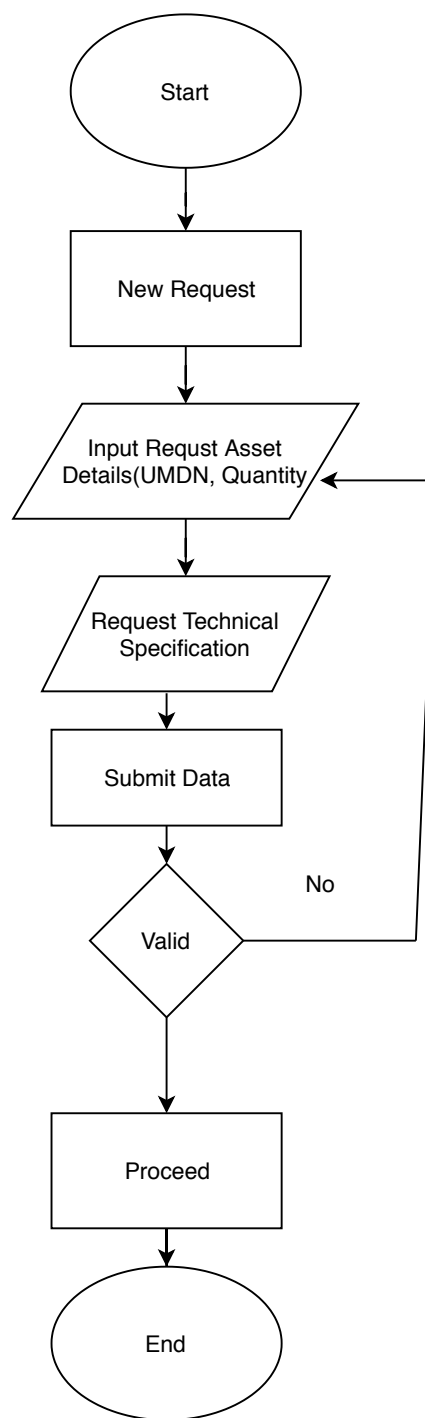 Start
New Request
Input Requst Asset
Details(UMDN, Quantity
Request Technical
Specification
Submit Data
No
Valid
Proceed
End